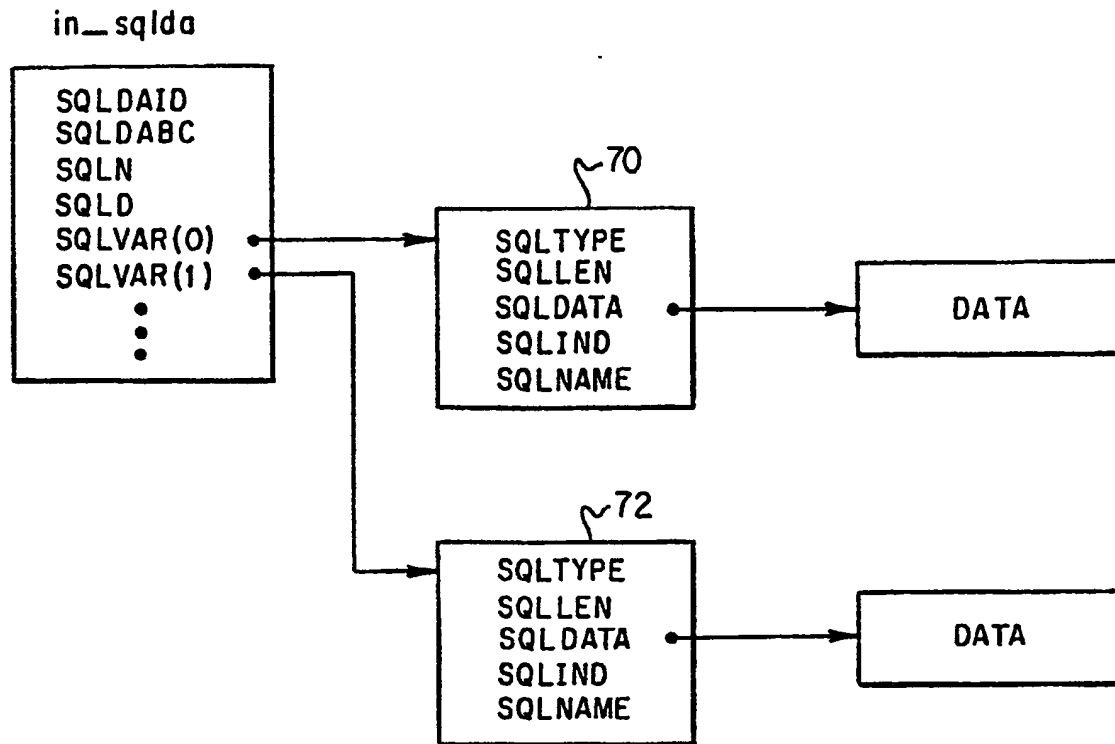 in_sqlda
SQLDAID
SQLDABC
SQLN
SQLD
SQLVAR(0)
SQLVAR(1)
70
SQLTYPE
SQLLEN
SQLDATA
SQLIND
SQLNAME
DATA
72
SQLTYPE
SQLLEN
SQLDATA
SQLIND
SQLNAME
DATA